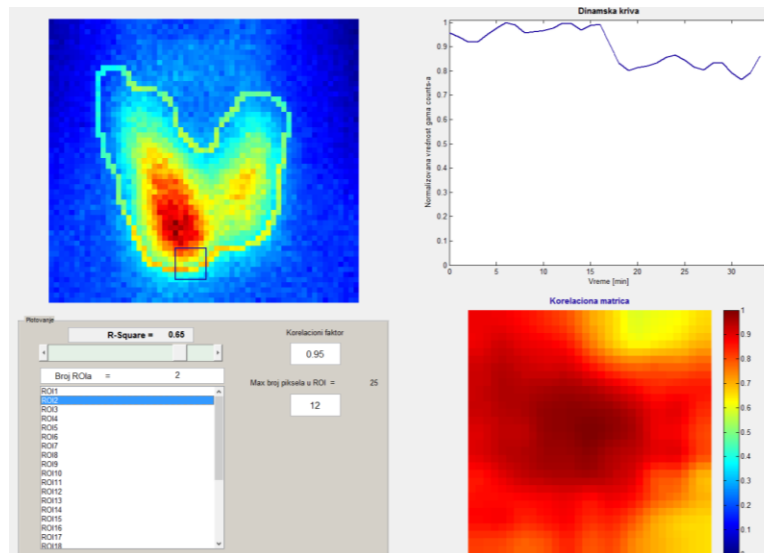 Dinamska kriva
Normalizovana vrednost gama counts-a
1
0.9
0.8
0.7
0.6
0.5
0.4
0.3
0.2
0.1
0
0 5 10 15 20 25 30
Vreme [min]
Plotovanje
R-Square = 0.65
Broj ROIa = 2
ROI1
ROI2
ROI3
ROI4
ROI5
ROI6
ROI7
ROI8
ROI9
ROI10
ROI11
ROI12
ROI13
ROI14
ROI15
ROI16
ROI17
ROI18
Korelacioni faktor
0.95
Max broj piksela u ROI = 25
12
Korelaciona matrica
1
0.9
0.8
0.7
0.6
0.5
0.4
0.3
0.2
0.1
0